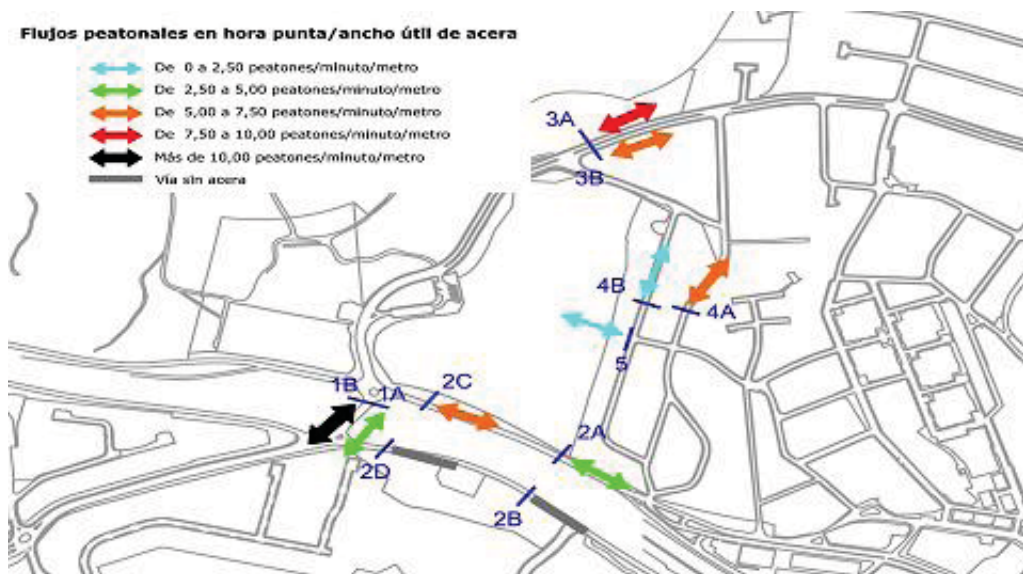 Flujos peatonales en hora punta/ancho útil de acera
De 0 a 2,50 peatones/minuto/metro
De 2,50 a 5,00 peatones/minuto/metro
De 5,00 a 7,50 peatones/minuto/metro
De 7,50 a 10,00 peatones/minuto/metro
Más de 10,00 peatones/minuto/metro
Vía sin acera
3A
3B
4B
4A
5
1B
1A
2C
2A
2D
2B